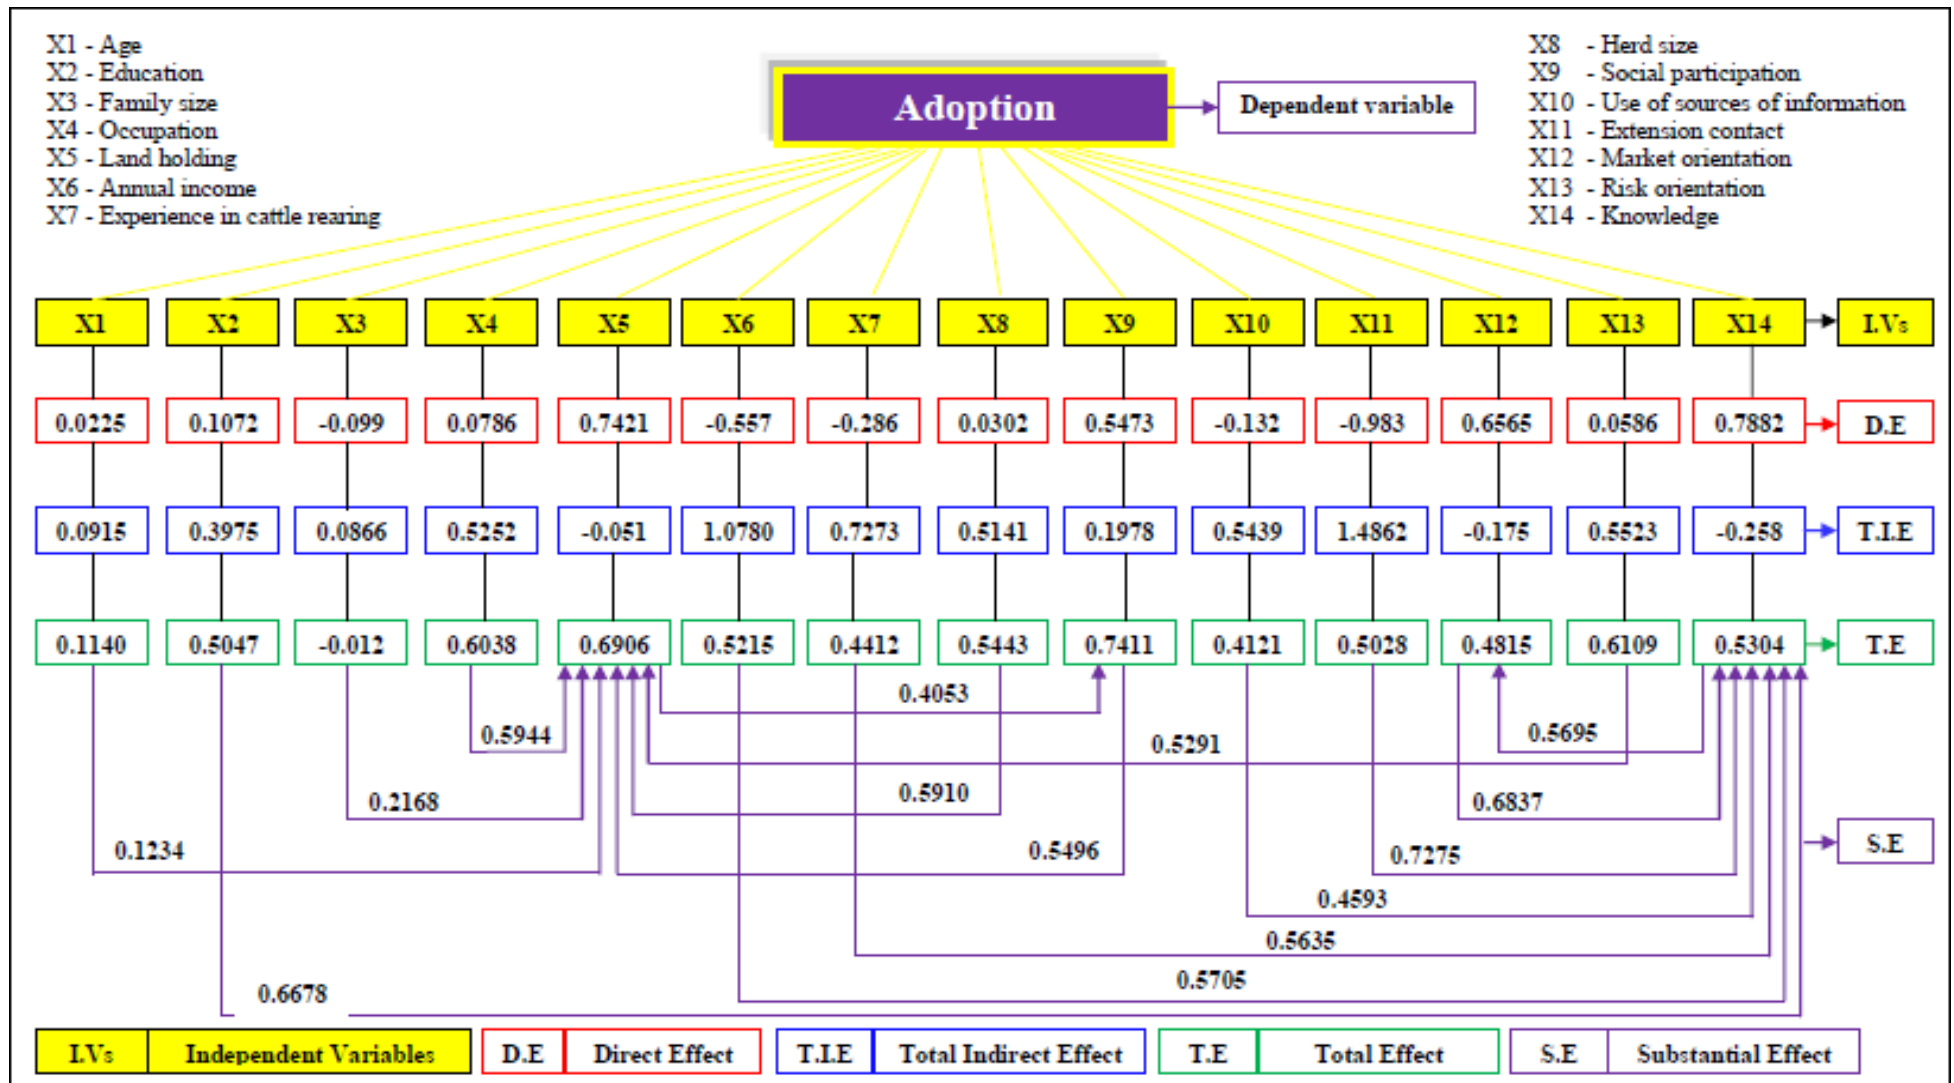 X1 - Age
X2 - Education
X3 - Family size
X4 - Occupation
X5 - Land holding
X6 - Annual income
X7 - Experience in cattle rearing
Adoption
Dependent variable
X8 - Herd size
X9 - Social participation
X10 - Use of sources of information
X11 - Extension contact
X12 - Market orientation
X13 - Risk orientation
X14 - Knowledge
X1 X2 X3 X4 X5 X6 X7 X8 X9 X10 X11 X12 X13 X14 I.Vs
0.0225 0.1072 -0.099 0.0786 0.7421 -0.557 -0.286 0.0302 0.5473 -0.132 -0.983 0.6565 0.0586 0.7882 D.E
0.0915 0.3975 0.0866 0.5252 -0.051 1.0780 0.7273 0.5141 0.1978 0.5439 1.4862 -0.175 0.5523 -0.258 T.I.E
0.1140 0.5047 -0.012 0.6038 0.6906 0.5215 0.4412 0.5443 0.7411 0.4121 0.5028 0.4815 0.6109 0.5304 T.E
0.4053
0.5944 0.5291 0.5695
0.2168 0.5910 0.6837
0.1234 0.5496 0.7275 S.E
0.4593
0.5635
0.5705
0.6678
I.Vs Independent Variables D.E Direct Effect T.I.E Total Indirect Effect T.E Total Effect S.E Substantial Effect